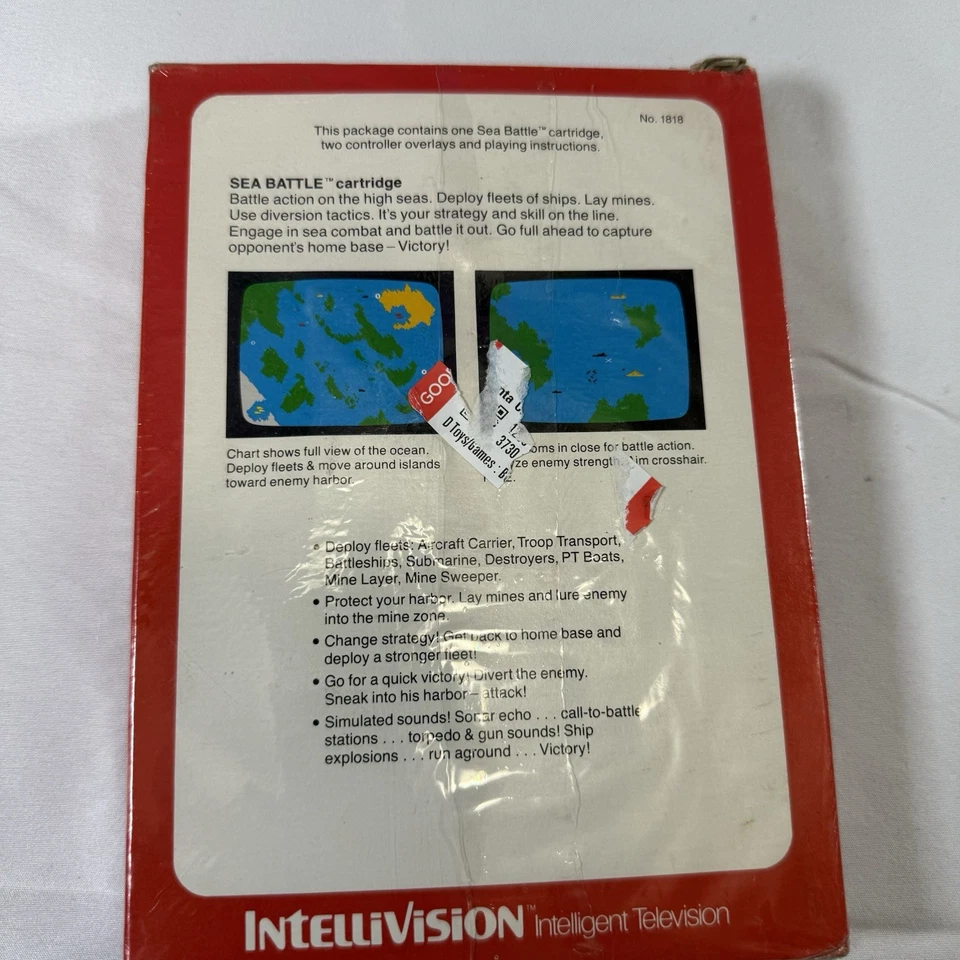 No. 1818
This package contains one Sea Battle™ cartridge,
two controller overlays and playing instructions.
SEA BATTLE™ cartridge
Battle action on the high seas. Deploy fleets of ships. Lay mines.
Use diversion tactics. It's your strategy and skill on the line.
Engage in sea combat and battle it out. Go full ahead to capture
opponent's home base – Victory!
GOO
nta
3730
D Toys/Games
Chart shows full view of the ocean.
Deploy fleets & move around islands
toward enemy harbor.
oms in close for battle action.
ze enemy strength. Aim crosshair.
• Deploy fleets: Aircraft Carrier, Troop Transport,
Battleships, Submarine, Destroyers, PT Boats,
Mine Layer, Mine Sweeper.
• Protect your harbor. Lay mines and lure enemy
into the mine zone.
• Change strategy! Get back to home base and
deploy a stronger fleet!
• Go for a quick victory! Divert the enemy.
Sneak into his harbor – attack!
• Simulated sounds! Sonar echo . . . call-to-battle
stations . . . torpedo & gun sounds! Ship
explosions . . . run aground . . . Victory!
INTELLIVISION™ Intelligent Television